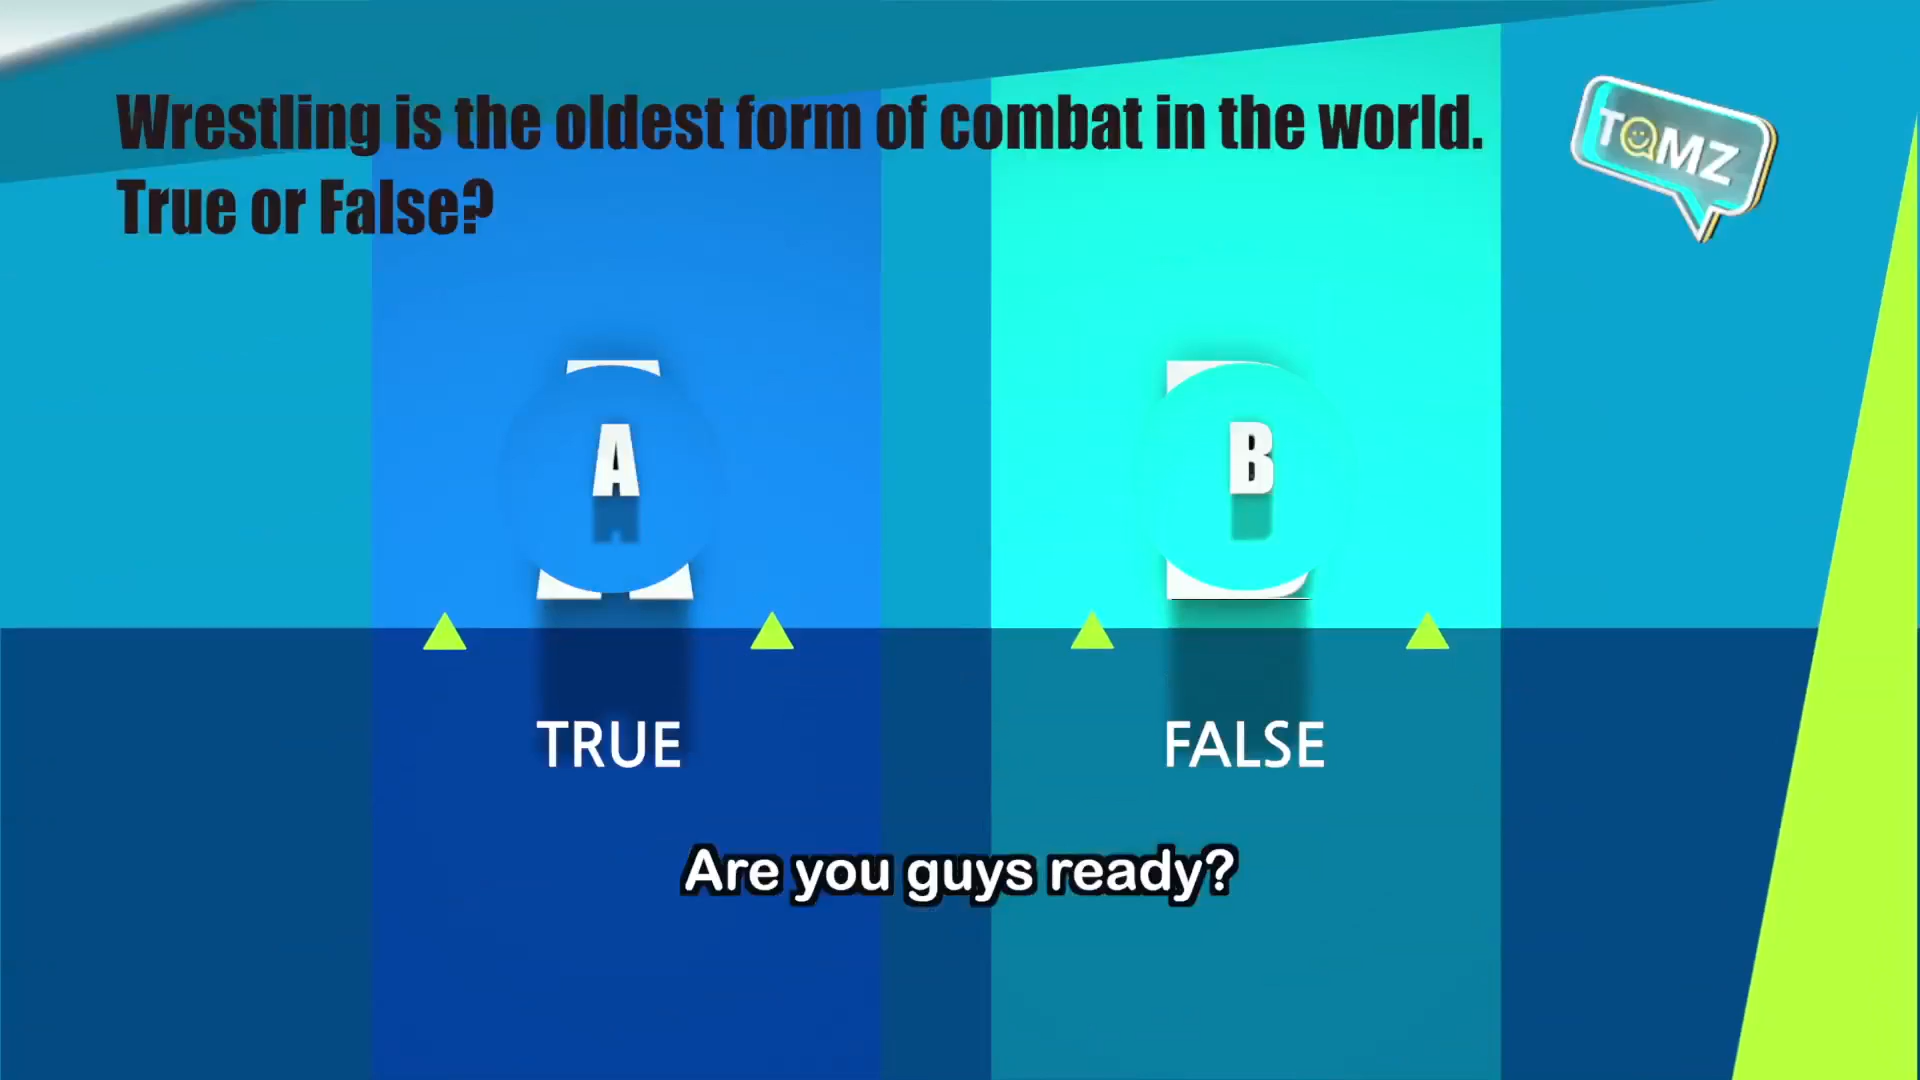 Wrestling is the oldest form of combat in the world.
True or False?
T@MZ
A
B
TRUE
FALSE
Are you guys ready?